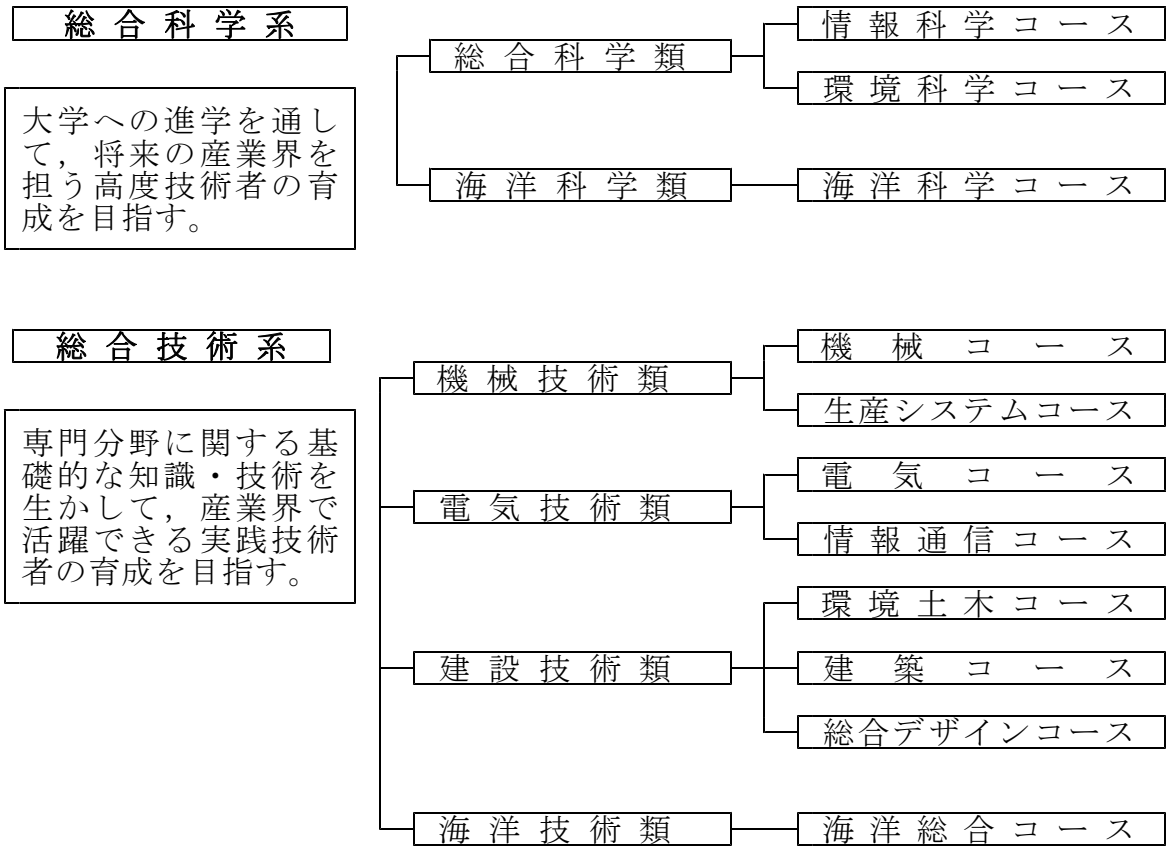 総合科学系
大学への進学を通し
て，将来の産業界を
担う高度技術者の育
成を目指す。
総合科学類
情報科学コース
環境科学コース
海洋科学類
海洋科学コース
総合技術系
専門分野に関する基
礎的な知識・技術を
生かして，産業界で
活躍できる実践技術
者の育成を目指す。
機械技術類
機械コース
生産システムコース
電気技術類
電気コース
情報通信コース
建設技術類
環境土木コース
建築コース
総合デザインコース
海洋技術類
海洋総合コース